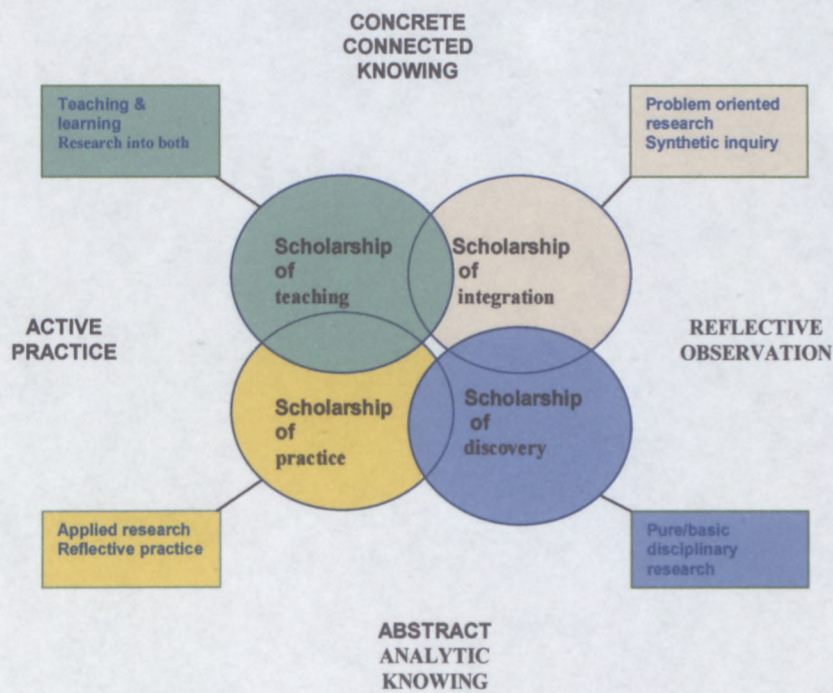 CONCRETE
CONNECTED
KNOWING
Teaching &
learning
Research into both
Problem oriented
research
Synthetic inquiry
Scholarship
of
teaching
Scholarship
of
integration
ACTIVE
PRACTICE
REFLECTIVE
OBSERVATION
Scholarship
of
practice
Scholarship
of
discovery
Applied research
Reflective practice
Pure/basic
disciplinary
research
ABSTRACT
ANALYTIC
KNOWING